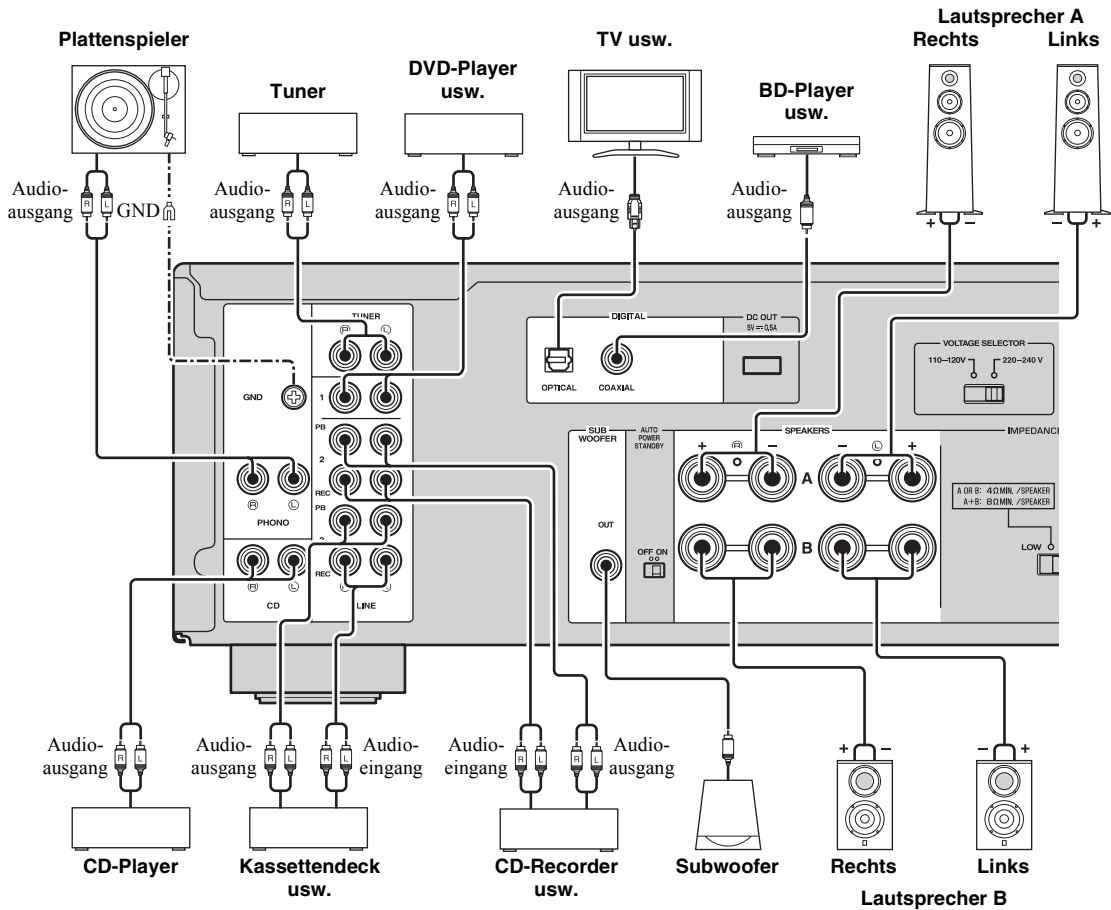 Lautsprecher A
Rechts Links
Plattenspieler
Tuner
DVD-Player
usw.
TV usw.
BD-Player
usw.
Audio-
ausgang
R L
GND
Audio-
ausgang
R L
Audio-
ausgang
R L
Audio-
ausgang
Audio-
ausgang
+ −
− +
TUNER
R L
GND
1
PB
2
REC
PB
3
REC
R L
PHONO
R L
CD
LINE
DIGITAL
OPTICAL
COAXIAL
DC OUT
5V 0,5A
VOLTAGE SELECTOR
110–120V
220–240 V
SUB
WOOFER
OUT
AUTO
POWER
STANDBY
OFF ON
SPEAKERS
+ R −
− L +
A
B
IMPEDANCE
A OR B: 4ΩMIN. /SPEAKER
A+B: 8ΩMIN. /SPEAKER
LOW
Audio-
ausgang
R L
Audio-
ausgang
R L
R L
Audio-
eingang
Audio-
eingang
R L
R L
Audio-
ausgang
+ −
− +
CD-Player
Kassettendeck
usw.
CD-Recorder
usw.
Subwoofer
Rechts
Links
Lautsprecher B